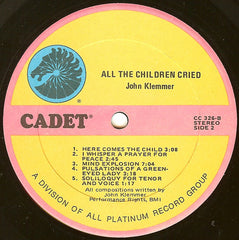 ALL THE CHILDREN CRIED
John Klemmer
CADET®
CC 326-B
STEREO
SIDE 2
1. HERE COMES THE CHILD 3:08
2. I WHISPER A PRAYER FOR
PEACE 2:45
3. MIND EXPLOSION 7:04
4. PULSATIONS OF A GREEN-
EYED LADY 3:18
5. SOLILOQUY FOR TENOR
AND VOICE 1:17
All compositions written by
John Klemmer
Performance Rights, BMI
A DIVISION OF ALL PLATINUM RECORD GROUP